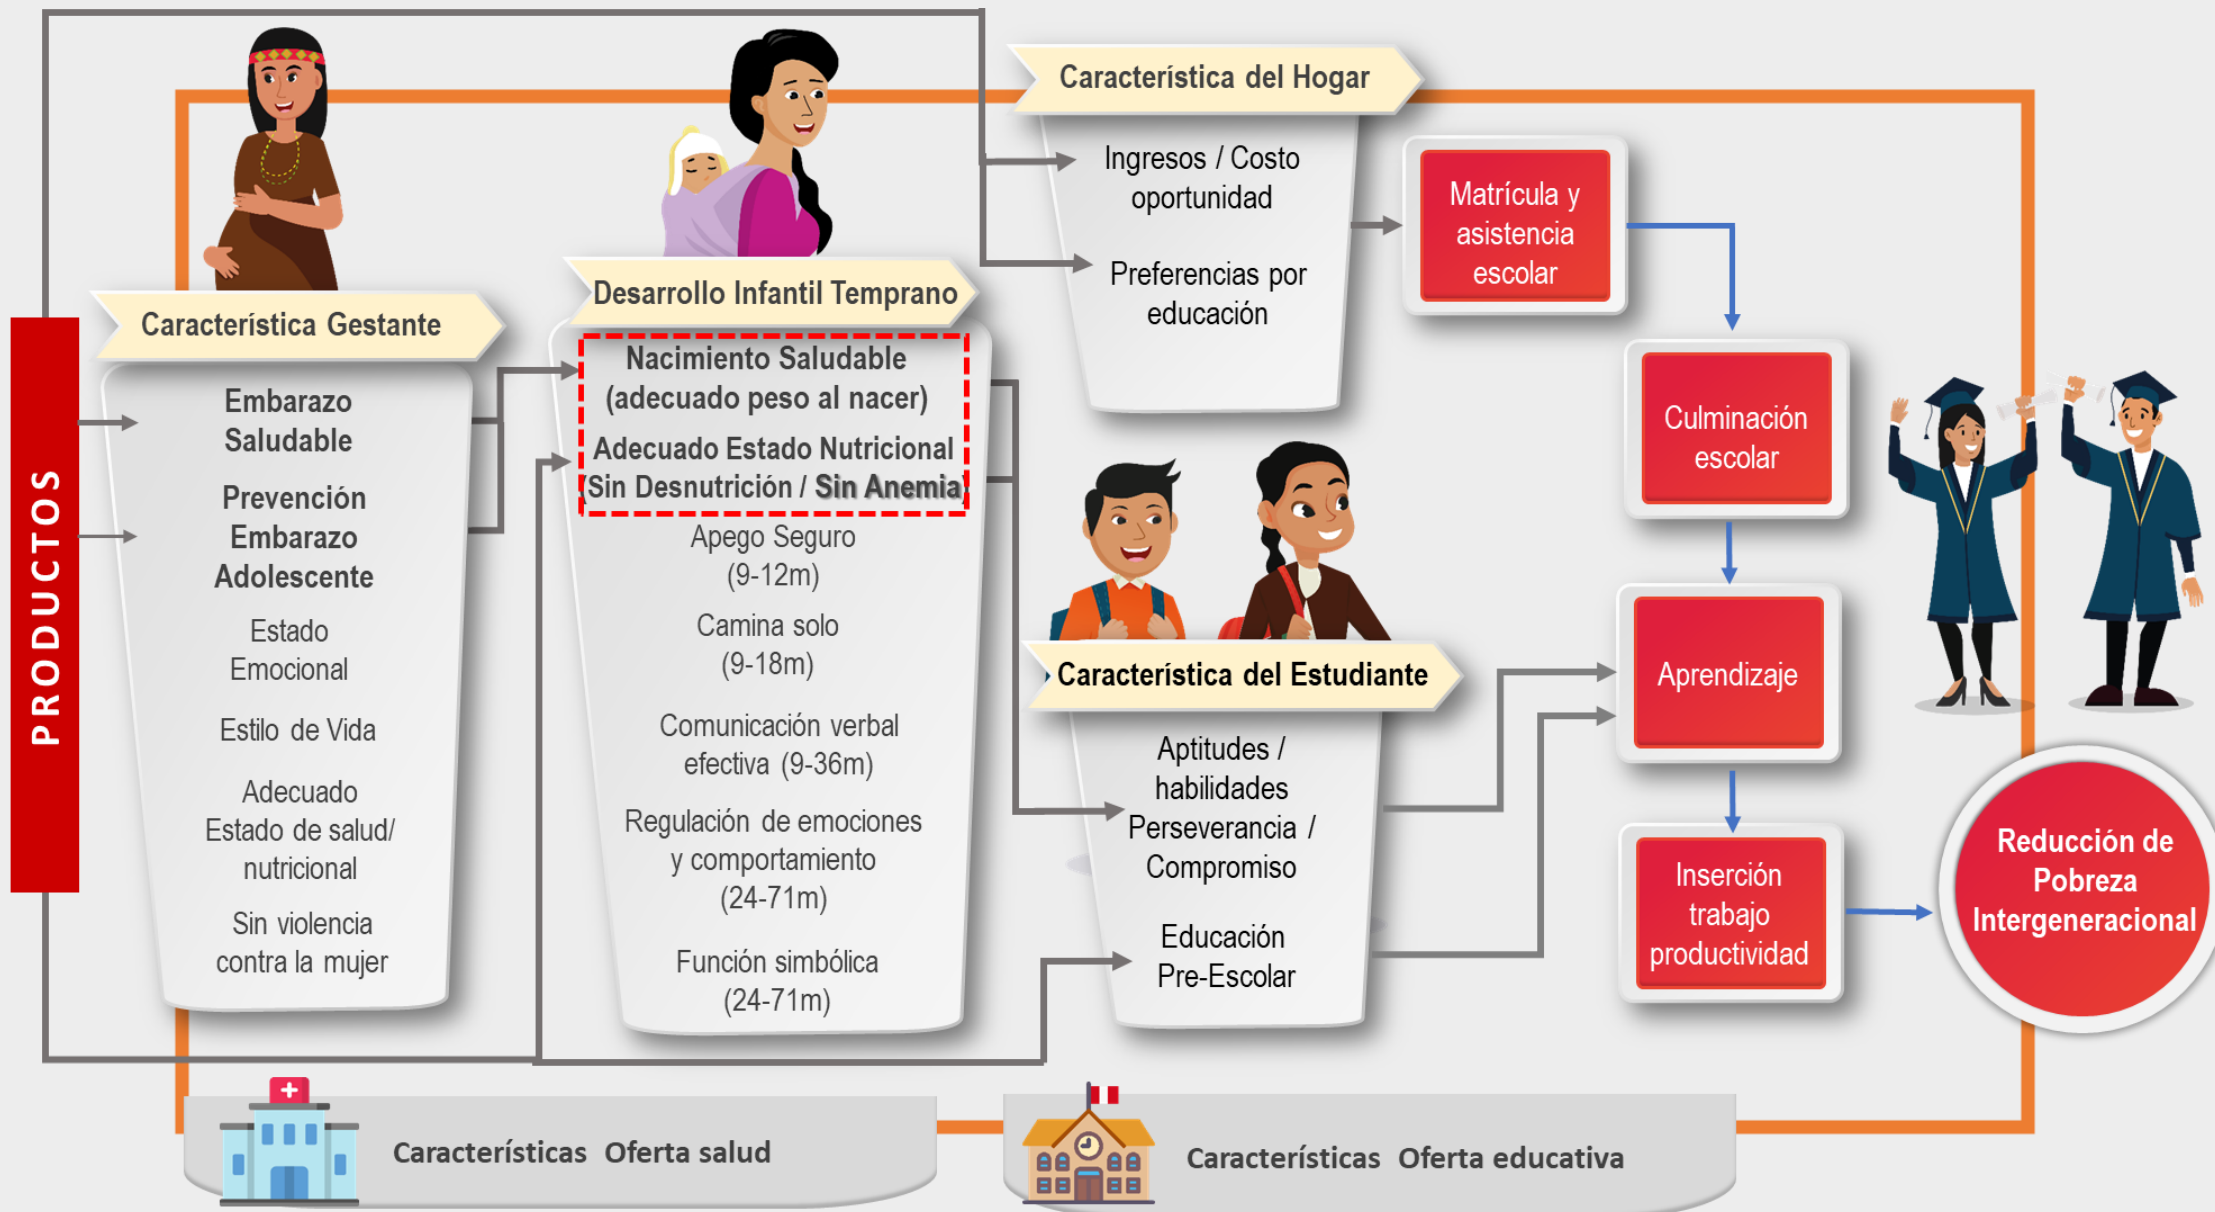 PRODUCTOS
Característica Gestante
Embarazo
Saludable
Prevención
Embarazo
Adolescente
Estado
Emocional
Estilo de Vida
Adecuado
Estado de salud/
nutricional
Sin violencia
contra la mujer
Desarrollo Infantil Temprano
Nacimiento Saludable
(adecuado peso al nacer)
Adecuado Estado Nutricional
(Sin Desnutrición / Sin Anemia)
Apego Seguro
(9-12m)
Camina solo
(9-18m)
Comunicación verbal
efectiva (9-36m)
Regulación de emociones
y comportamiento
(24-71m)
Función simbólica
(24-71m)
Característica del Hogar
Ingresos / Costo
oportunidad
Preferencias por
educación
Característica del Estudiante
Aptitudes /
habilidades
Perseverancia /
Compromiso
Educación
Pre-Escolar
Matrícula y
asistencia
escolar
Culminación
escolar
Aprendizaje
Inserción
trabajo
productividad
Reducción de
Pobreza
Intergeneracional
Características Oferta salud
Características Oferta educativa